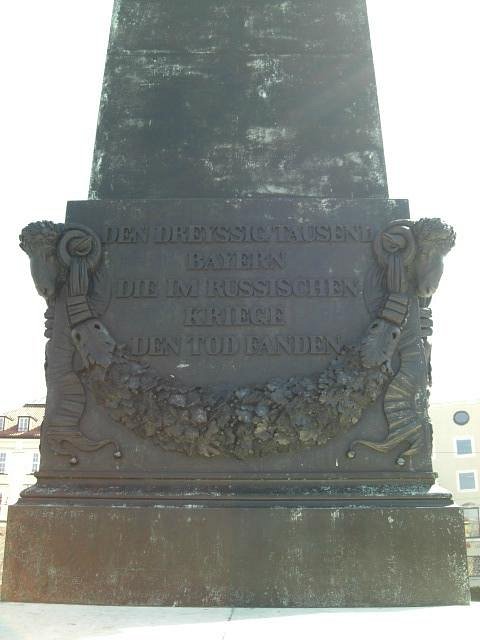 DEN DREYSSIG TAUSEND
BAYERN
DIE IM RUSSISCHEN
KRIEGE
DEN TOD FANDEN